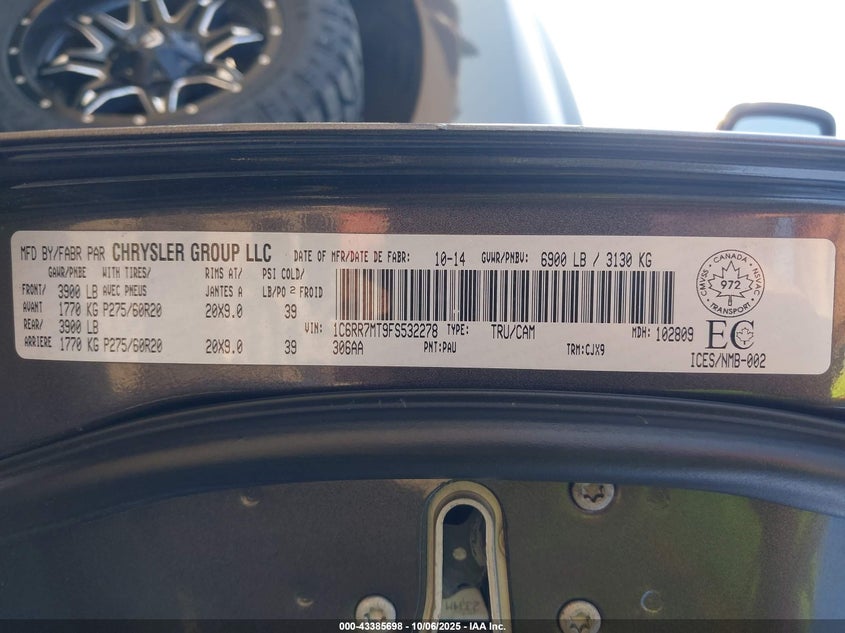 MFD BY/FABR PAR CHRYSLER GROUP LLC DATE OF MFR/DATE DE FABR: 10-14 GVWR/PNBV: 6900 LB / 3130 KG
GAWR/PNBE WITH TIRES/ RIMS AT/ PSI COLD/
FRONT/ 3900 LB AVEC PNEUS JANTES A LB/PO 2 FROID
AVANT 1770 KG P275/60R20 20X9.0 39
REAR/ 3900 LB
ARRIERE 1770 KG P275/60R20 20X9.0 39
VIN: 1C6RR7MT9FS532278 TYPE: TRU/CAM MDH: 102809
306AA PNT:PAU TRM:CJX9
CMVSS · CANADA · NSVAC
972
TRANSPORT
EC
ICES/NMB-002
000-43385698 - 10/06/2025 - IAA Inc.